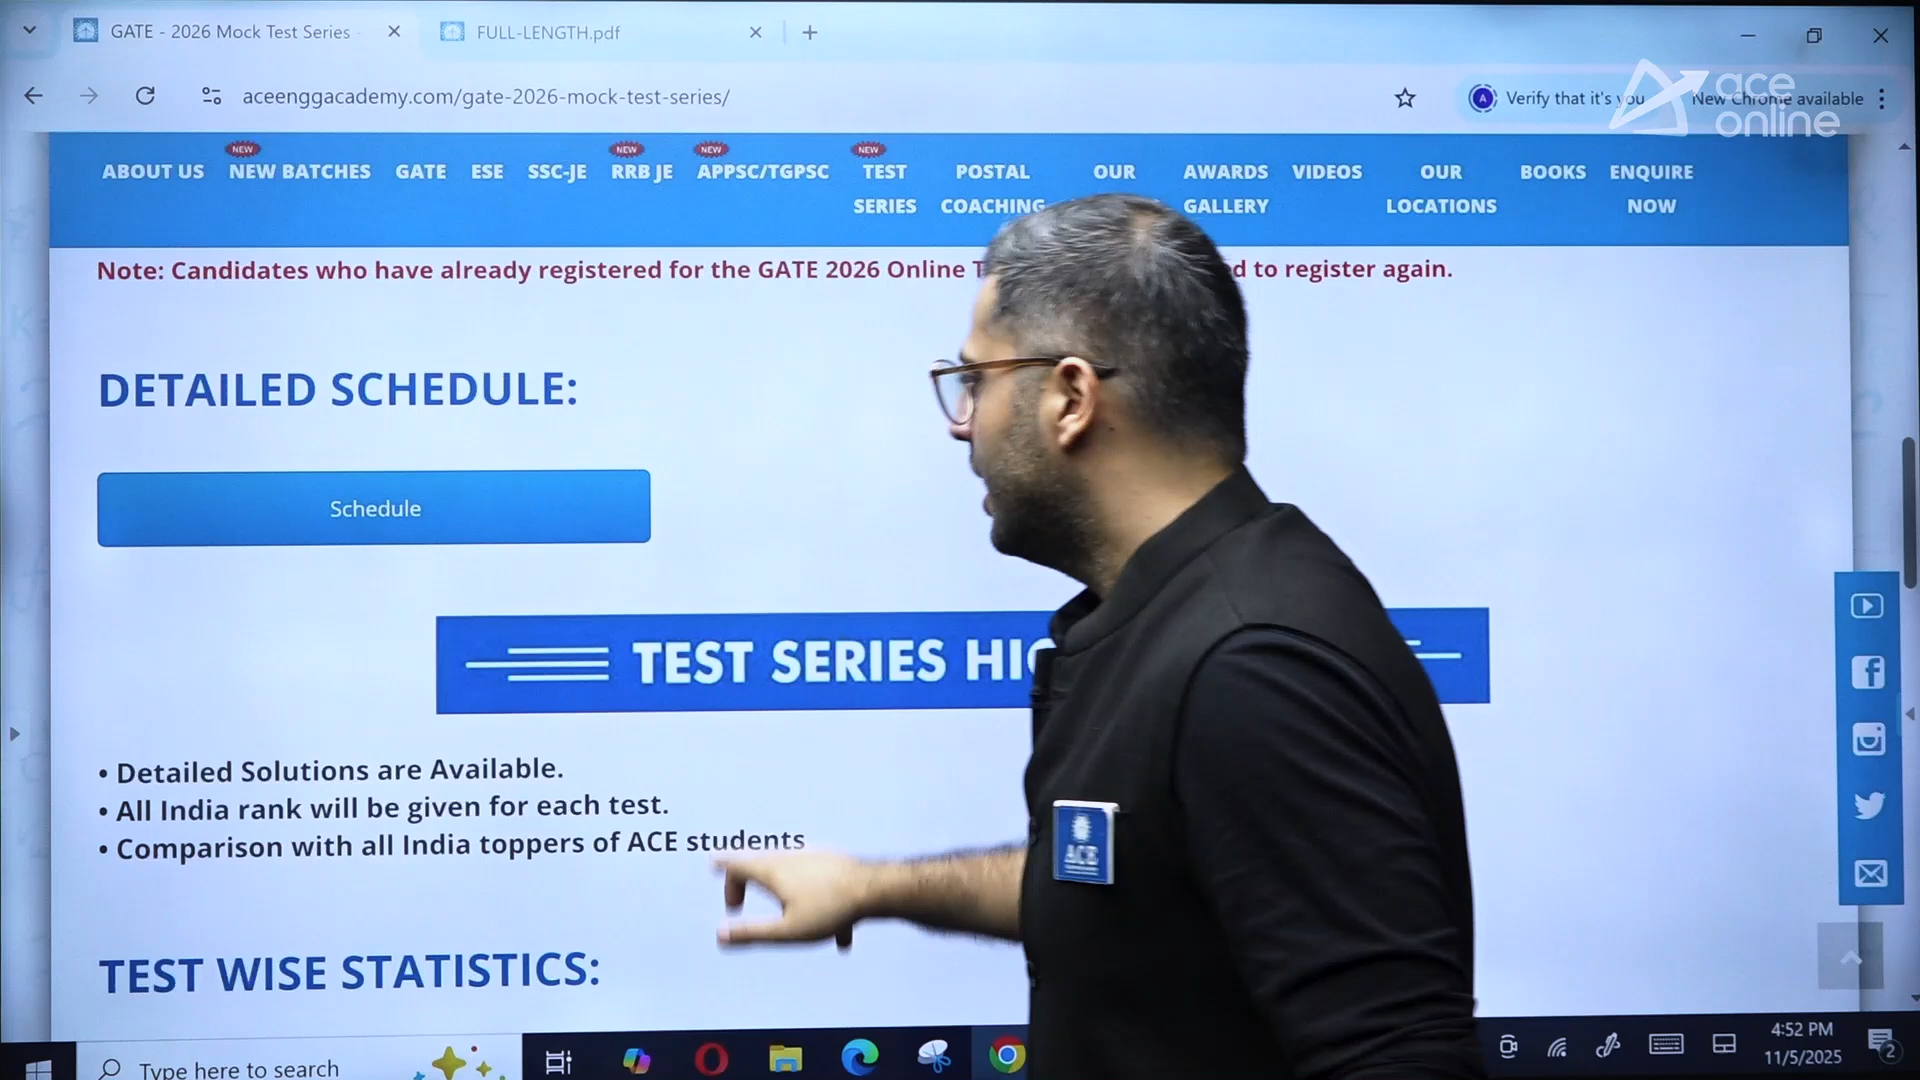 GATE - 2026 Mock Test Series
FULL-LENGTH.pdf
aceenggacademy.com/gate-2026-mock-test-series/
Verify that it's you
New Chrome available
ace
online
ABOUT US
NEW
NEW BATCHES
GATE
ESE
SSC-JE
NEW
RRB JE
NEW
APPSC/TGPSC
NEW
TEST
SERIES
POSTAL
COACHING
OUR
AWARDS
GALLERY
VIDEOS
OUR
LOCATIONS
BOOKS
ENQUIRE
NOW
Note: Candidates who have already registered for the GATE 2026 Online to register again.
DETAILED SCHEDULE:
Schedule
TEST SERIES
• Detailed Solutions are Available.
• All India rank will be given for each test.
• Comparison with all India toppers of ACE students
ACE
TEST WISE STATISTICS:
Type here to search
4:52 PM
11/5/2025
2